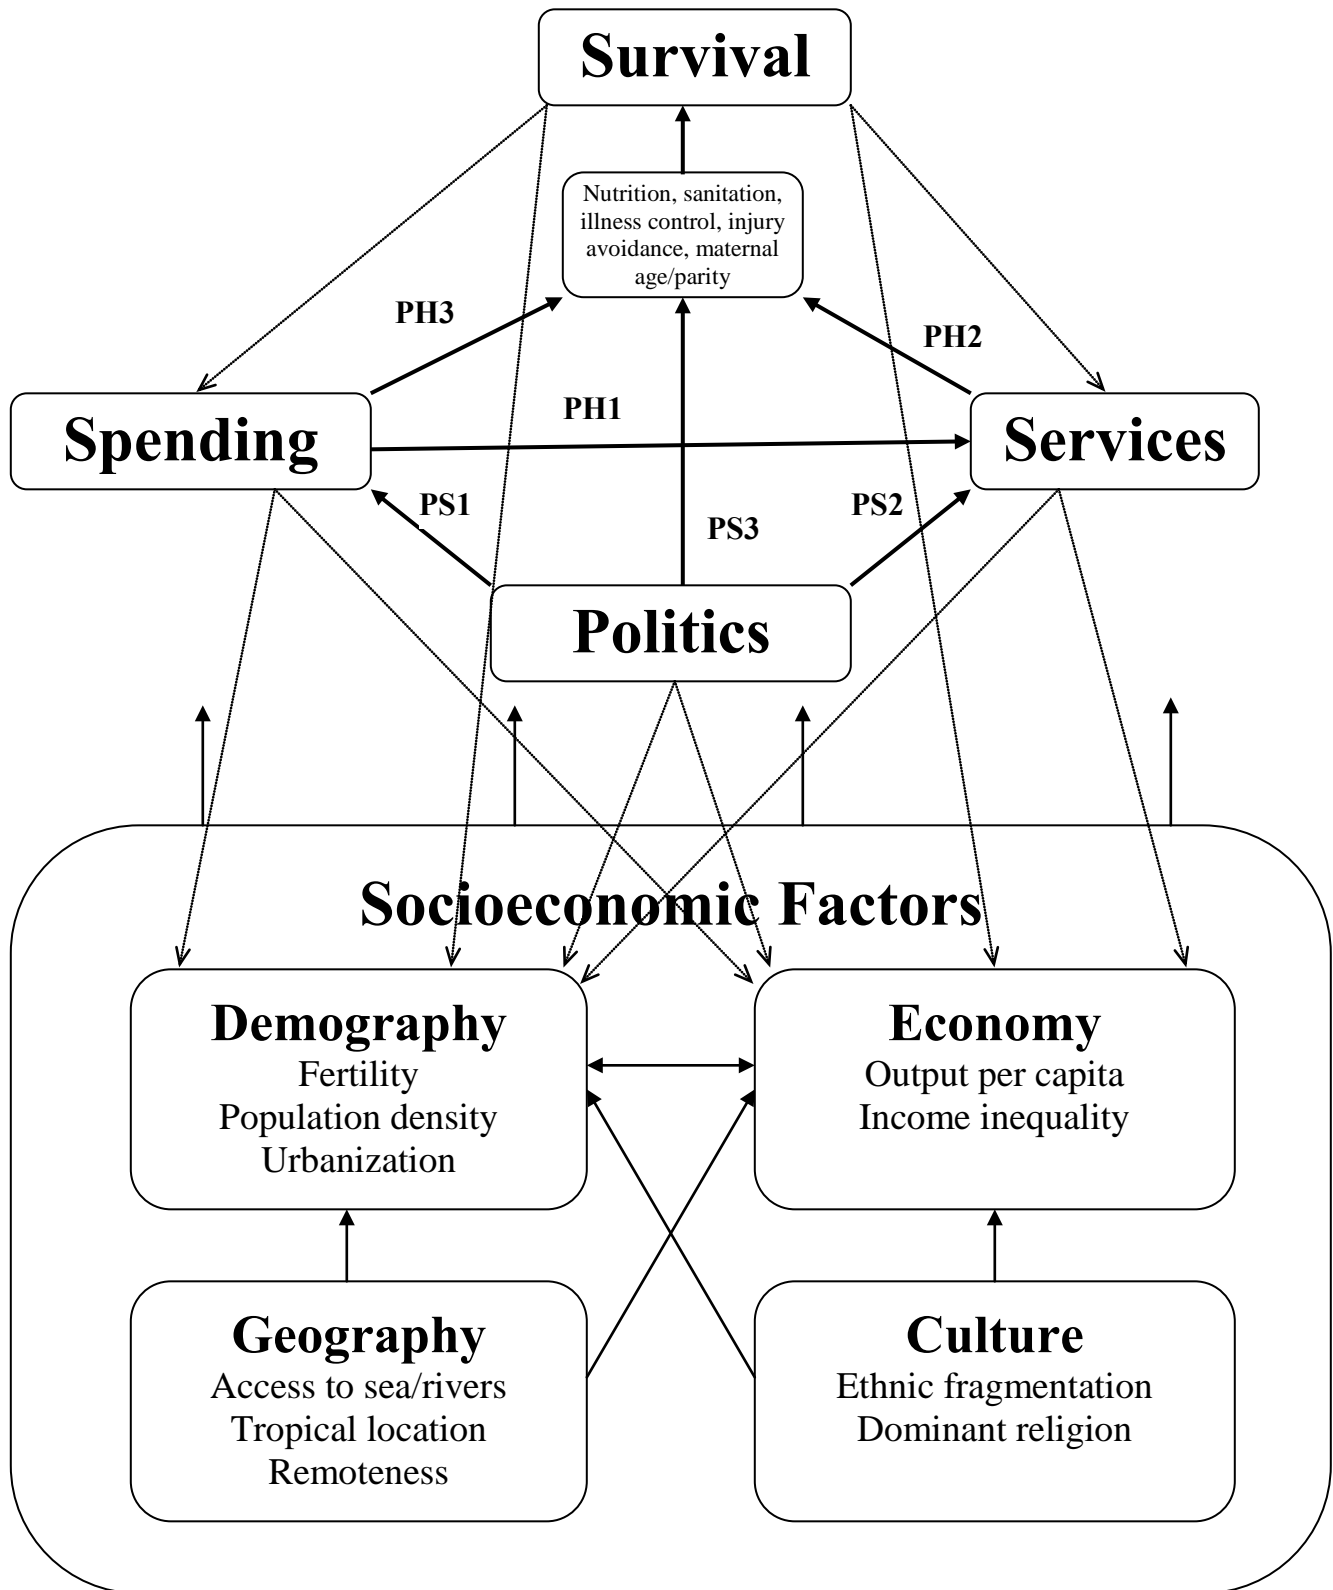 Survival
Nutrition, sanitation,
illness control, injury
avoidance, maternal
age/parity
PH3
PH2
PH1
Spending
Services
PS1
PS2
PS3
Politics
Socioeconomic Factors
Demography
Fertility
Population density
Urbanization
Economy
Output per capita
Income inequality
Geography
Access to sea/rivers
Tropical location
Remoteness
Culture
Ethnic fragmentation
Dominant religion